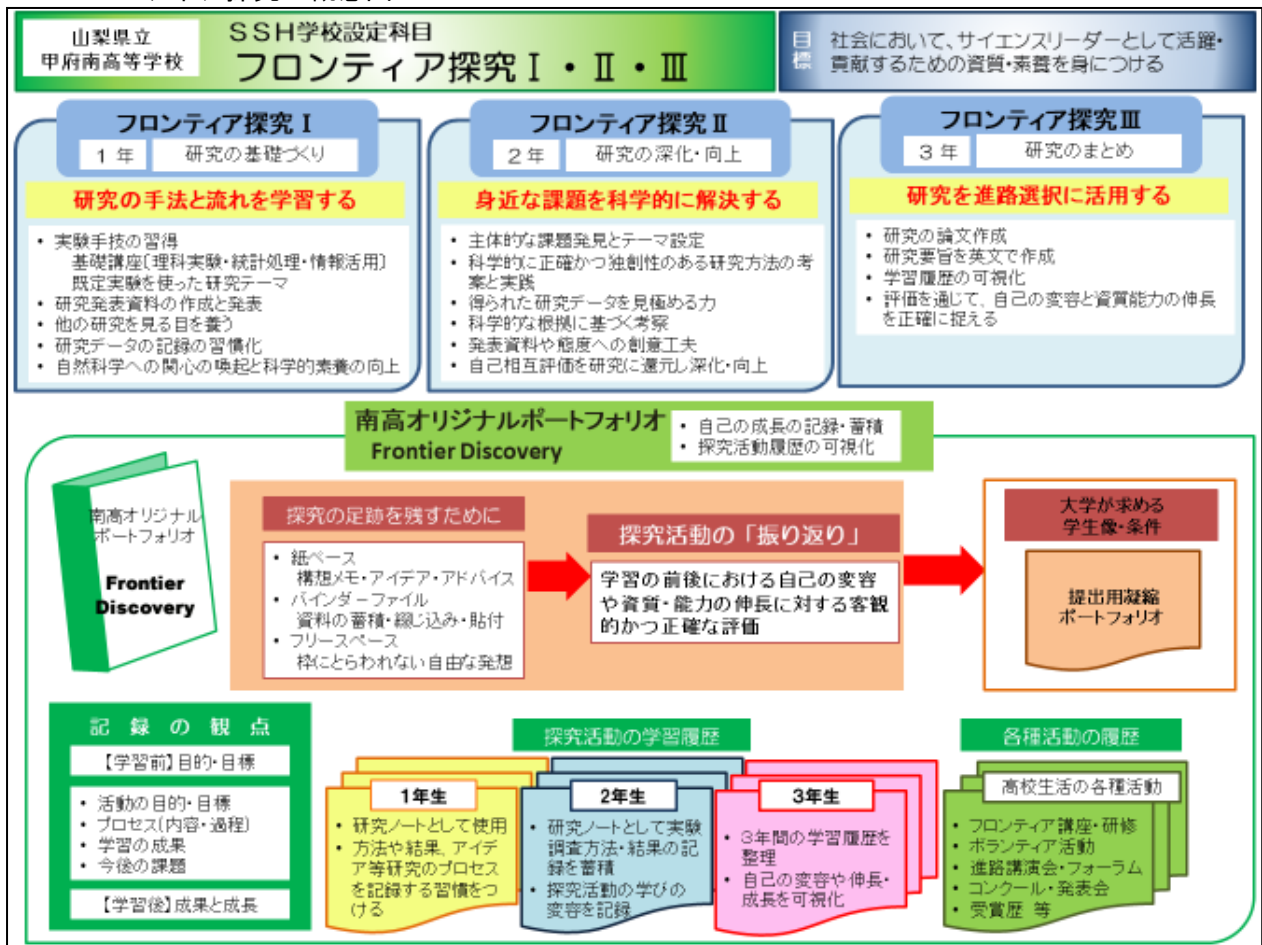 山梨県立
甲府南高等学校
SSH学校設定科目
フロンティア探究Ⅰ・Ⅱ・Ⅲ
目標
社会において、サイエンスリーダーとして活躍・
貢献するための資質・素養を身につける
フロンティア探究Ⅰ
1年 研究の基礎づくり
研究の手法と流れを学習する
• 実験手技の習得
基礎講座〔理科実験・統計処理・情報活用〕
既定実験を使った研究テーマ
• 研究発表資料の作成と発表
• 他の研究を見る目を養う
• 研究データの記録の習慣化
• 自然科学への関心の喚起と科学的素養の向上
フロンティア探究Ⅱ
2年 研究の深化・向上
身近な課題を科学的に解決する
• 主体的な課題発見とテーマ設定
• 科学的に正確かつ独創性のある研究方法の考
案と実践
• 得られた研究データを見極める力
• 科学的な根拠に基づく考察
• 発表資料や態度への創意工夫
• 自己相互評価を研究に還元し深化・向上
フロンティア探究Ⅲ
3年 研究のまとめ
研究を進路選択に活用する
• 研究の論文作成
• 研究要旨を英文で作成
• 学習履歴の可視化
• 評価を通じて、自己の変容と資質能力の伸長
を正確に捉える
南高オリジナルポートフォリオ
Frontier Discovery
• 自己の成長の記録・蓄積
• 探究活動履歴の可視化
南高オリジナル
ポートフォリオ
Frontier
Discovery
探究の足跡を残すために
• 紙ベース
構想メモ・アイデア・アドバイス
• バインダーファイル
資料の蓄積・綴じ込み・貼付
• フリースペース
枠にとらわれない自由な発想
探究活動の「振り返り」
学習の前後における自己の変容
や資質・能力の伸長に対する客観
的かつ正確な評価
大学が求める
学生像・条件
提出用凝縮
ポートフォリオ
記録の観点
【学習前】目的・目標
• 活動の目的・目標
• プロセス(内容・過程)
• 学習の成果
• 今後の課題
【学習後】成果と成長
探究活動の学習履歴
1年生
• 研究ノートとして使用
• 方法や結果、アイデ
ア等研究のプロセス
を記録する習慣をつ
ける
2年生
• 研究ノートとして実験
調査方法・結果の記
録を蓄積
• 探究活動の学びの
変容を記録
3年生
• 3年間の学習履歴を
整理
• 自己の変容や伸長・
成長を可視化
各種活動の履歴
高校生活の各種活動
• フロンティア講座・研修
• ボランティア活動
• 進路講演会・フォーラム
• コンクール・発表会
• 受賞歴 等